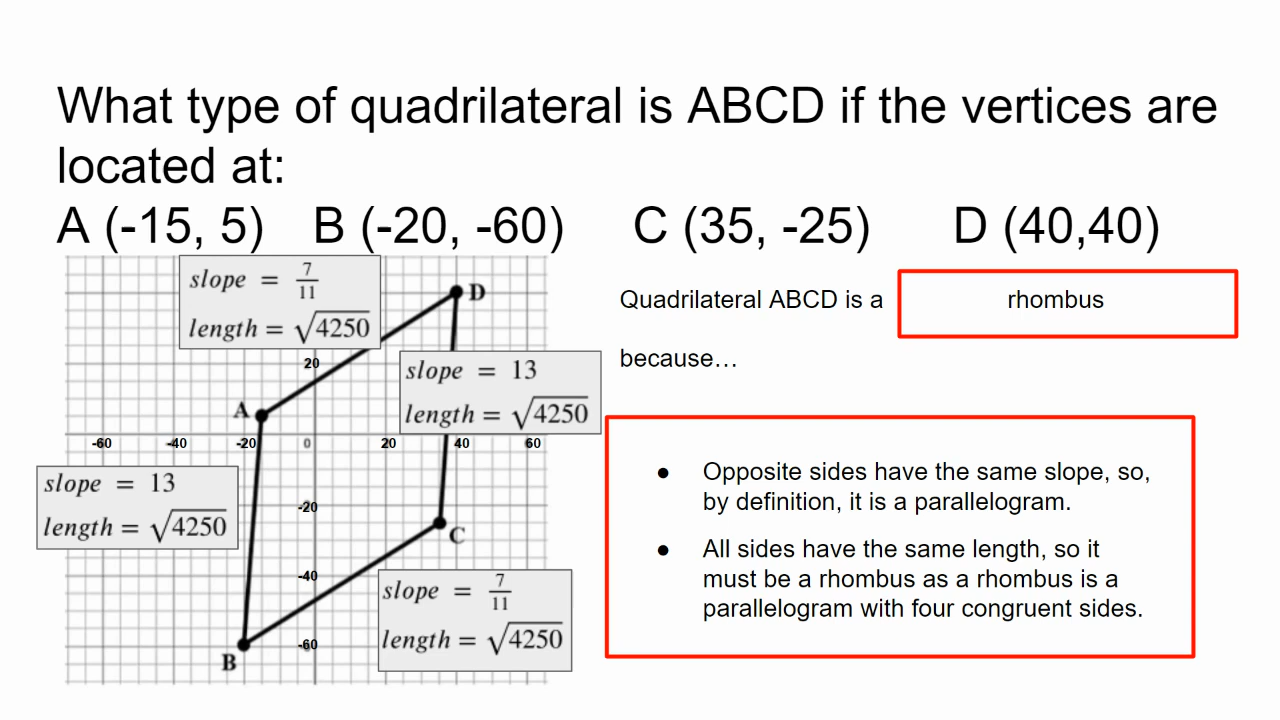 What type of quadrilateral is ABCD if the vertices are
located at:
A (-15, 5) B (-20, -60) C (35, -25) D (40,40)
slope = 7/11
length = √4250
D
20
slope = 13
length = √4250
A
-60 -40 -20 0 20 40 60
slope = 13
length = √4250
-20
C
-40
slope = 7/11
length = √4250
-60
B
Quadrilateral ABCD is a rhombus
because…
● Opposite sides have the same slope, so,
by definition, it is a parallelogram.
● All sides have the same length, so it
must be a rhombus as a rhombus is a
parallelogram with four congruent sides.